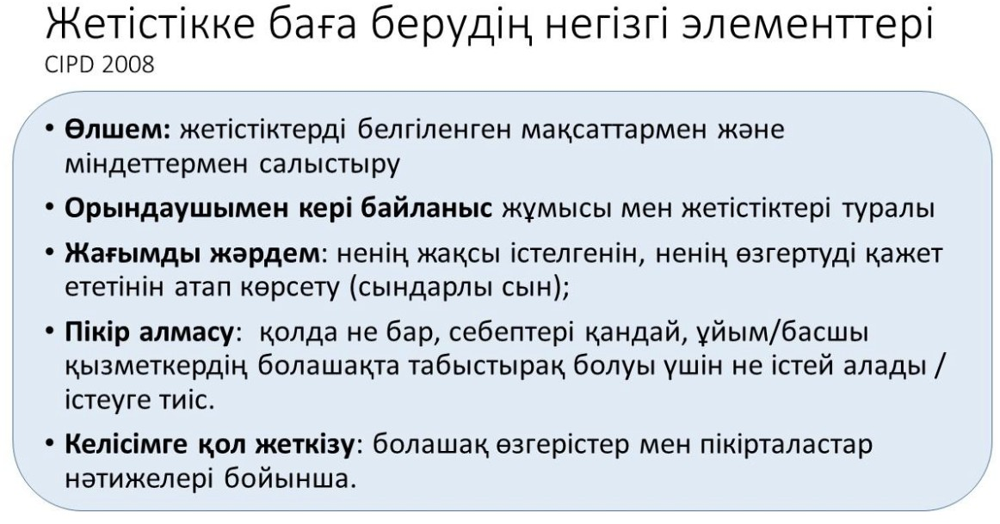 Жетістікке баға берудің негізгі элементтері
CIPD 2008
• Өлшем: жетістіктерді белгіленген мақсаттармен және
міндеттермен салыстыру
• Орындаушымен кері байланыс жұмысы мен жетістіктері туралы
• Жағымды жәрдем: ненің жақсы істелгенін, ненің өзгертуді қажет
ететінін атап көрсету (сындарлы сын);
• Пікір алмасу: қолда не бар, себептері қандай, ұйым/басшы
қызметкердің болашақта табыстырақ болуы үшін не істей алады /
істеуге тиіс.
• Келісімге қол жеткізу: болашақ өзгерістер мен пікірталастар
нәтижелері бойынша.